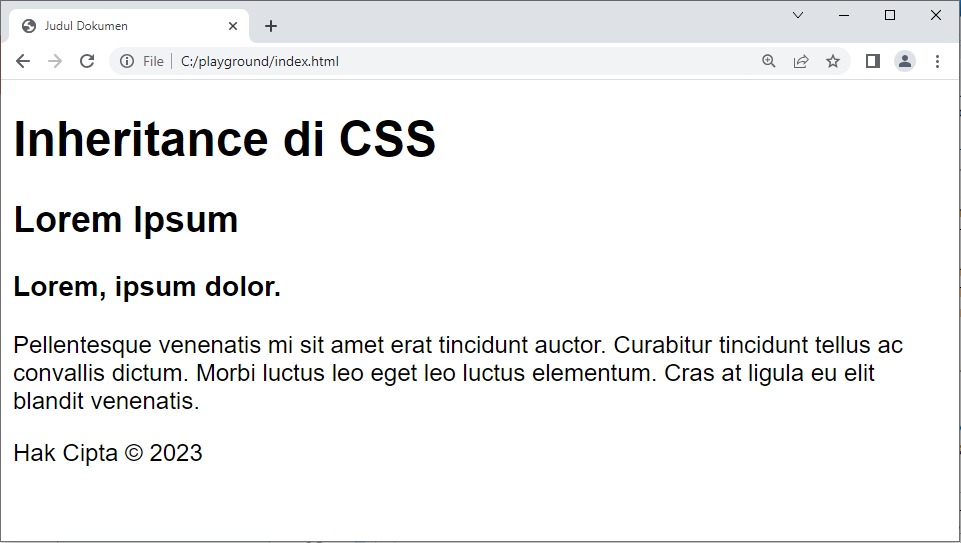 Judul Dokumen
File | C:/playground/index.html
Inheritance di CSS
Lorem Ipsum
Lorem, ipsum dolor.
Pellentesque venenatis mi sit amet erat tincidunt auctor. Curabitur tincidunt tellus ac
convallis dictum. Morbi luctus leo eget leo luctus elementum. Cras at ligula eu elit
blandit venenatis.
Hak Cipta © 2023